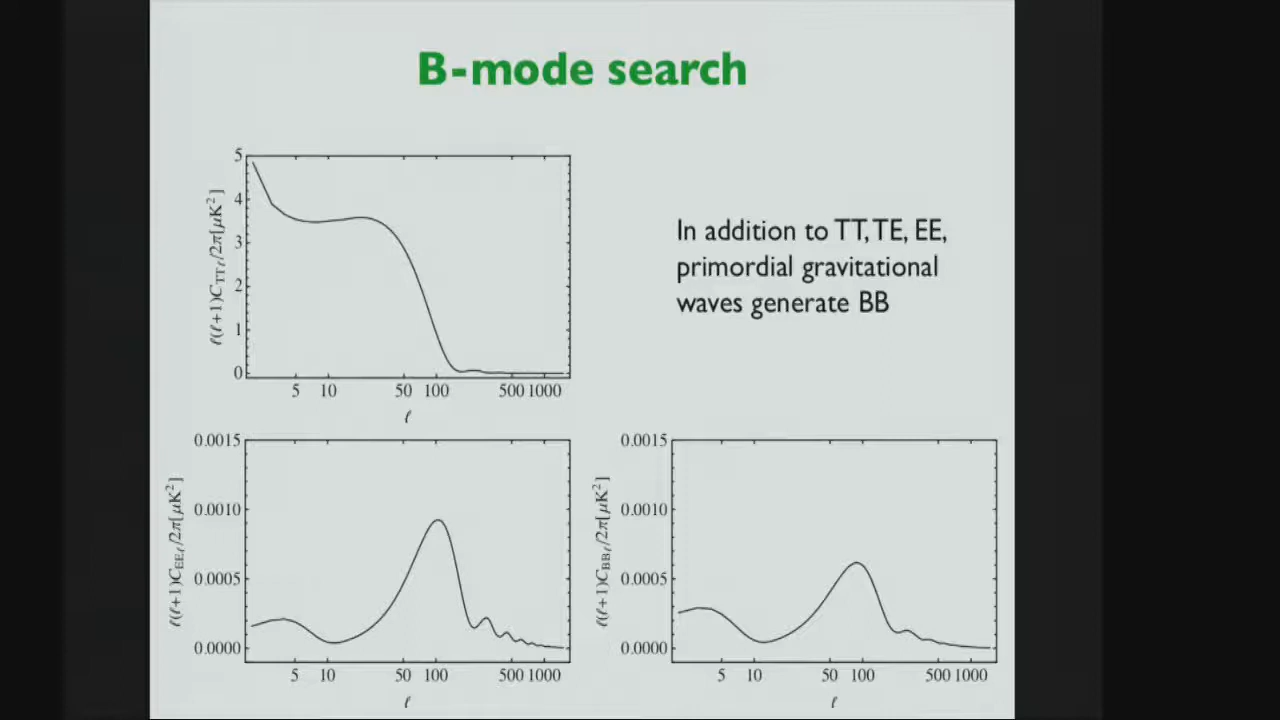 B-mode search
ℓ(ℓ+1)C_TTℓ/2π[μK²]
5
4
3
2
1
0
5 10 50 100 500 1000
ℓ
In addition to TT, TE, EE,
primordial gravitational
waves generate BB
ℓ(ℓ+1)C_EEℓ/2π[μK²]
0.0015
0.0010
0.0005
0.0000
5 10 50 100 500 1000
ℓ
ℓ(ℓ+1)C_BBℓ/2π[μK²]
0.0015
0.0010
0.0005
0.0000
5 10 50 100 500 1000
ℓ